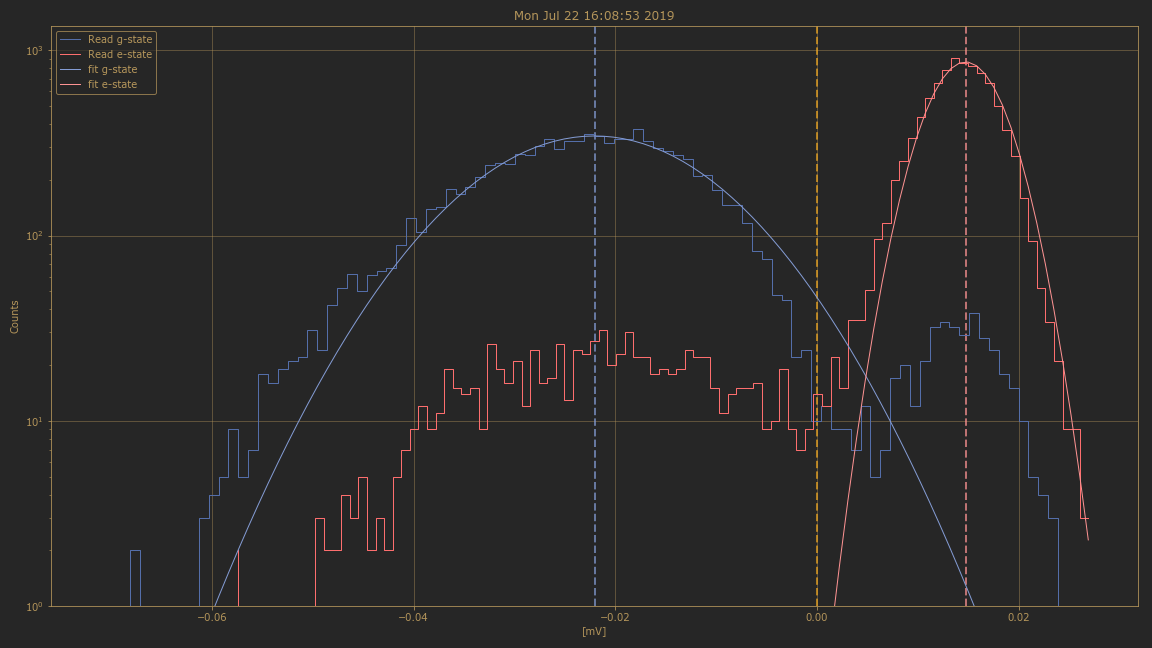 Mon Jul 22 16:08:53 2019
Read g-state
Read e-state
fit g-state
fit e-state
10³
10²
10¹
10⁰
Counts
−0.06
−0.04
−0.02
0.00
0.02
[mV]